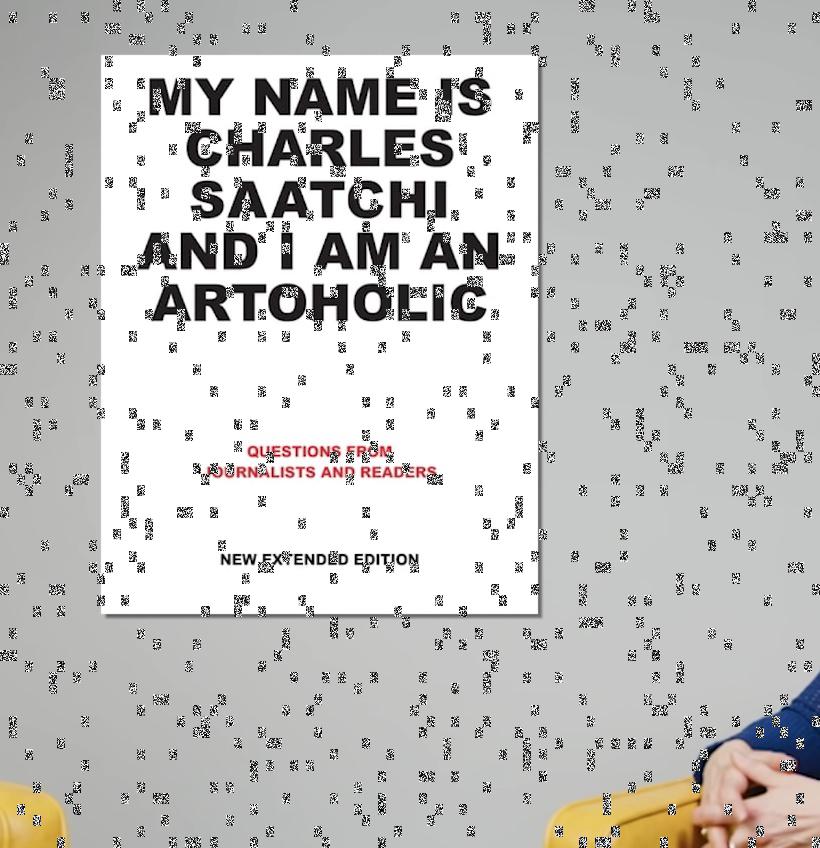 MY NAME IS
CHARLES
SAATCHI
AND I AM AN
ARTOHOLIC
QUESTIONS FROM
JOURNALISTS AND READERS
NEW EXTENDED EDITION